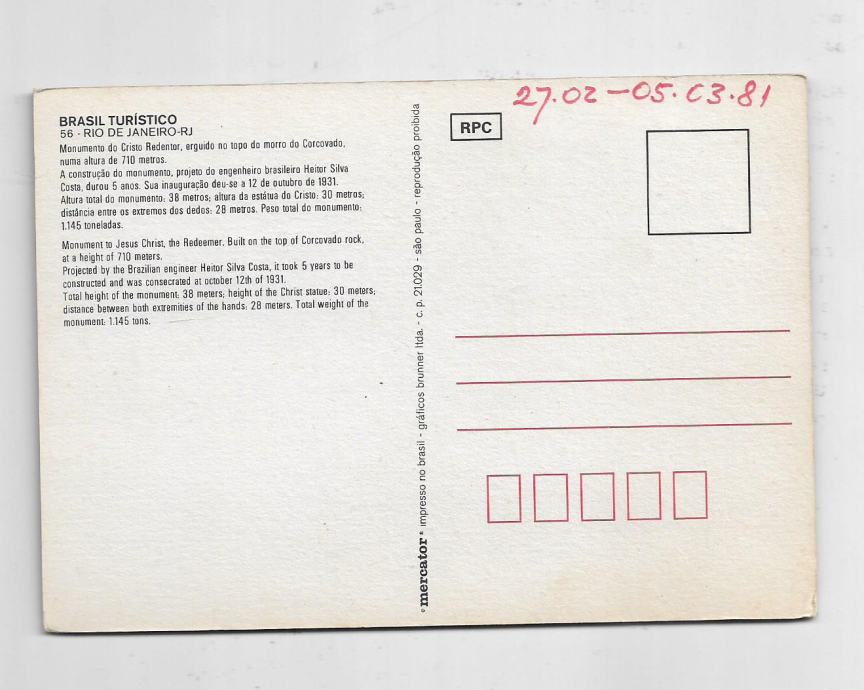 BRASIL TURÍSTICO
56 - RIO DE JANEIRO-RJ
Monumento do Cristo Redentor, erguido no topo do morro do Corcovado,
numa altura de 710 metros.
A construção do monumento, projeto do engenheiro brasileiro Heitor Silva
Costa, durou 5 anos. Sua inauguração deu-se a 12 de outubro de 1931.
Altura total do monumento: 38 metros; altura da estátua do Cristo: 30 metros;
distância entre os extremos dos dedos: 28 metros. Peso total do monumento:
1.145 toneladas.
Monument to Jesus Christ, the Redeemer. Built on the top of Corcovado rock,
at a height of 710 meters.
Projected by the Brazilian engineer Heitor Silva Costa, it took 5 years to be
constructed and was consecrated at october 12th of 1931.
Total height of the monument: 38 meters; height of the Christ statue: 30 meters;
distance between both extremities of the hands: 28 meters. Total weight of the
monument: 1.145 tons.
mercator impresso no brasil - gráficos brunner ltda. - c. p. 21.029 - são paulo - reprodução proibida
RPC
27.02 - 05.03.81